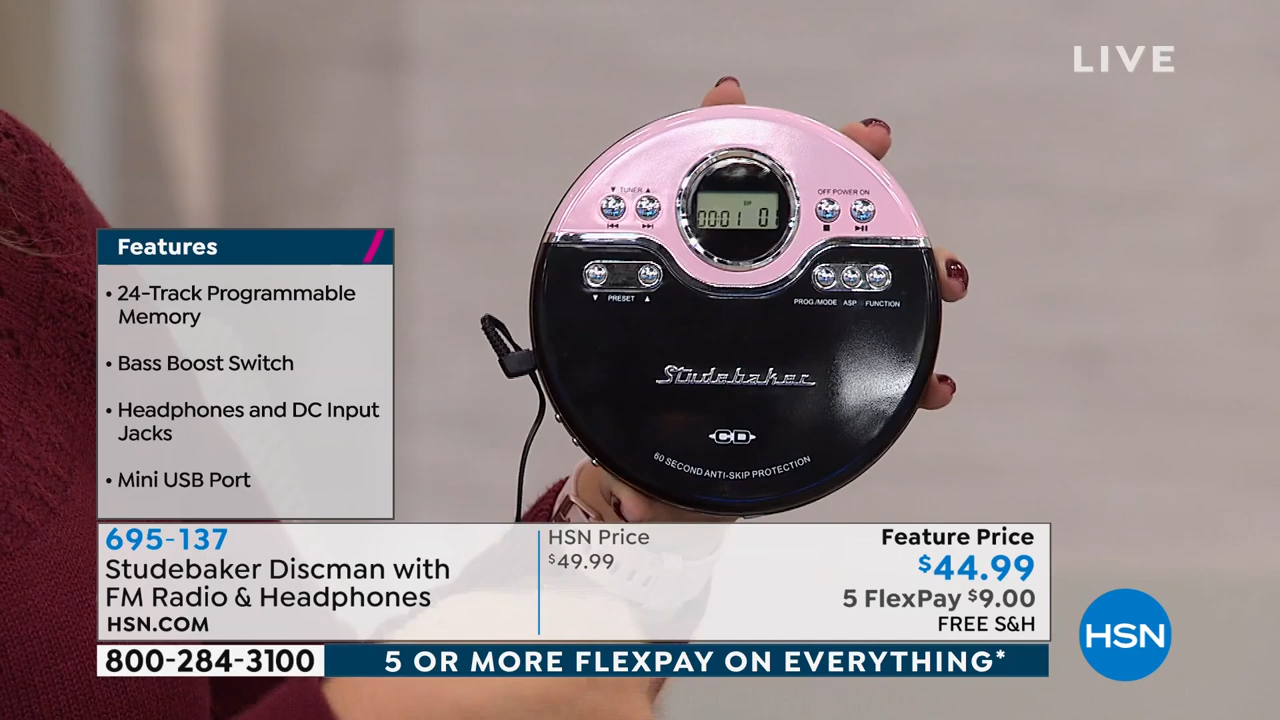 LIVE
▼ TUNER ▲
OFF POWER ON
00:01 01
PRESET
PROG./MODE ASP FUNCTION
Studebaker
CD
60 SECOND ANTI-SKIP PROTECTION
Features
• 24-Track Programmable
Memory
• Bass Boost Switch
• Headphones and DC Input
Jacks
• Mini USB Port
695-137
Studebaker Discman with
FM Radio & Headphones
HSN.COM
HSN Price
$49.99
Feature Price
$44.99
5 FlexPay $9.00
FREE S&H
800-284-3100
5 OR MORE FLEXPAY ON EVERYTHING*
HSN